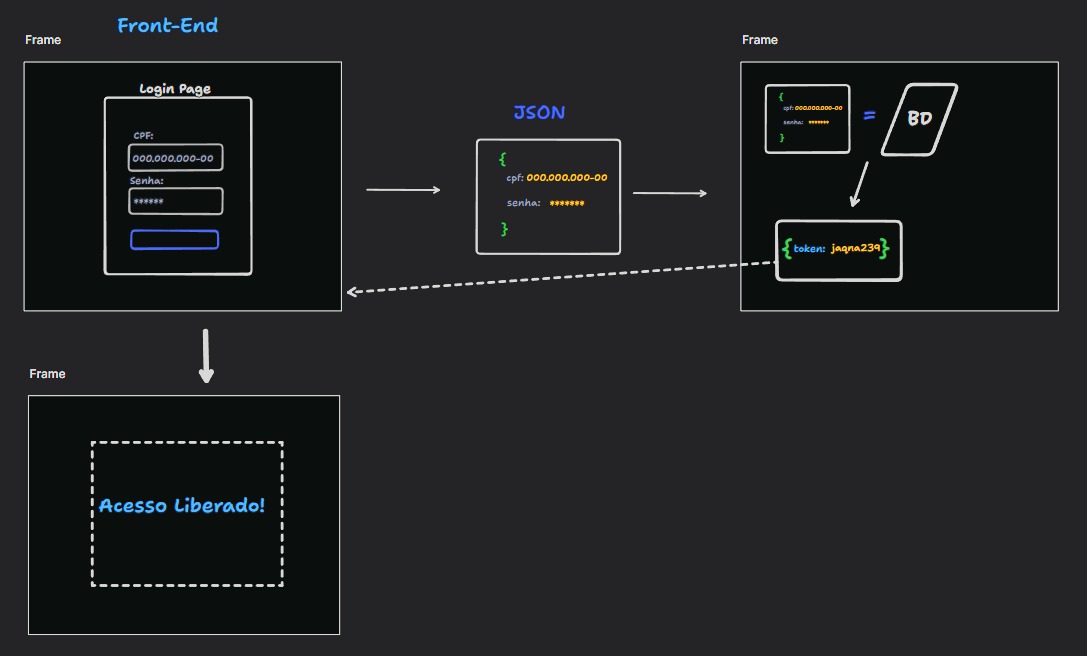 Front-End
Frame
Login Page
CPF:
000.000.000-00
Senha:
******
JSON
{
cpf: 000.000.000-00
senha: *******
}
Frame
{
cpf: 000.000.000-00
senha: *******
}
=
BD
{token: jaqna239}
Frame
Acesso Liberado!